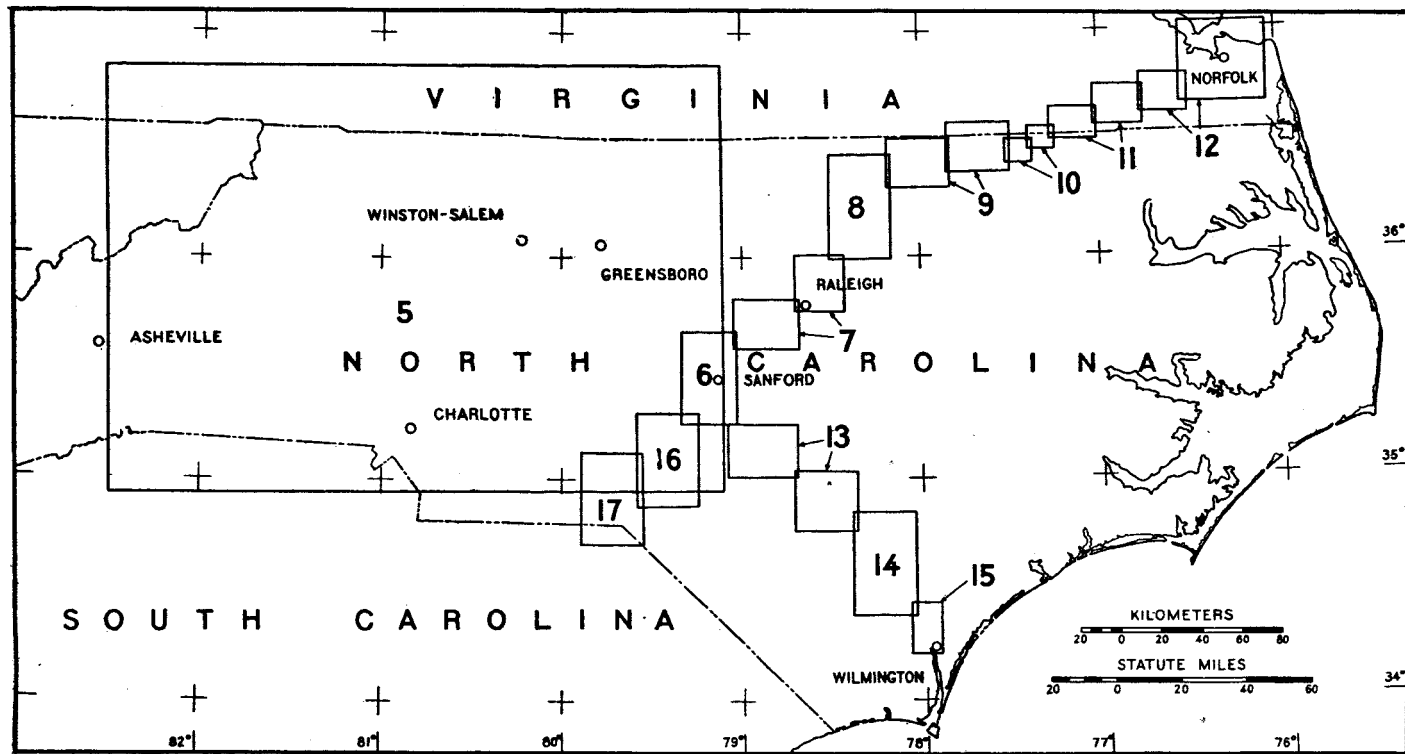 VIRGINIA
NORFOLK
12
11
10
9
8
WINSTON-SALEM
GREENSBORO
36°
RALEIGH
5
7
ASHEVILLE
NORTH CAROLINA
6
SANFORD
CHARLOTTE
13
16
35°
17
14
15
SOUTH CAROLINA
KILOMETERS
20 0 20 40 60 80
STATUTE MILES
20 0 20 40 60
WILMINGTON
34°
82° 81° 80 79° 78° 77° 76°